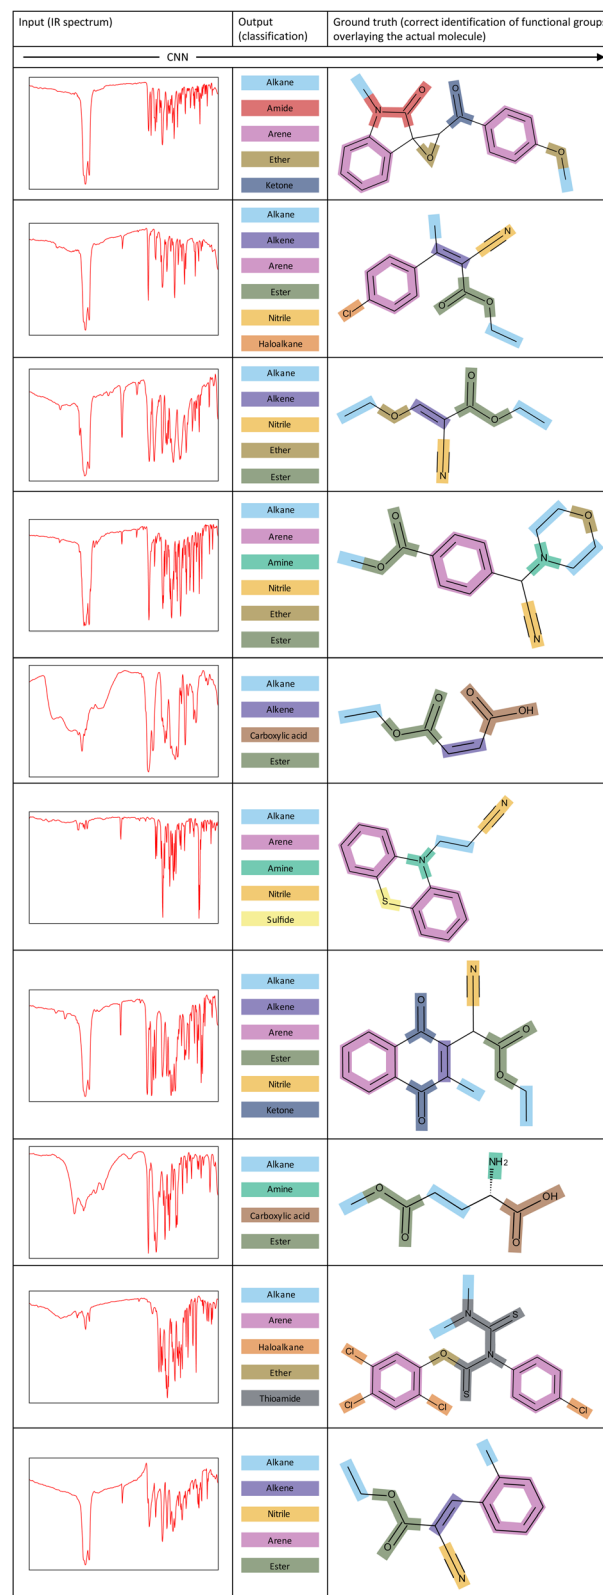 Input (IR spectrum)
Output
(classification)
Ground truth (correct identification of functional groups
overlaying the actual molecule)
CNN
Alkane
Amide
Arene
Ether
Ketone
N
O
O
O
O
Alkane
Alkene
Arene
Ester
Nitrile
Haloalkane
N
Cl
O
O
Alkane
Alkene
Nitrile
Ether
Ester
O
O
O
N
Alkane
Arene
Amine
Nitrile
Ether
Ester
O
O
O
N
N
Alkane
Alkene
Carboxylic acid
Ester
O
O
OH
O
Alkane
Arene
Amine
Nitrile
Sulfide
N
N
S
Alkane
Alkene
Arene
Ester
Nitrile
Ketone
N
O
O
O
O
Alkane
Amine
Carboxylic acid
Ester
NH2
O
OH
O
O
Alkane
Arene
Haloalkane
Ether
Thioamide
N
S
Cl
O
N
Cl
S
Cl
Cl
Alkane
Alkene
Nitrile
Arene
Ester
O
O
N